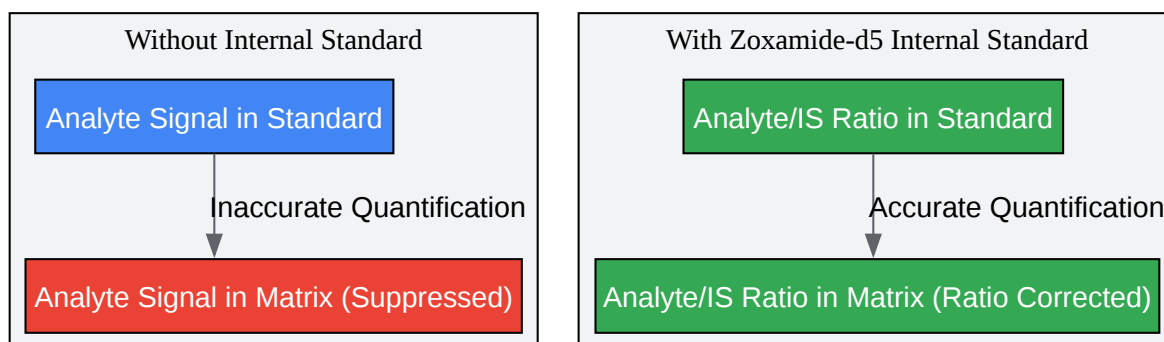 Without Internal Standard
Analyte Signal in Standard
Inaccurate Quantification
Analyte Signal in Matrix (Suppressed)
With Zoxamide-d5 Internal Standard
Analyte/IS Ratio in Standard
Accurate Quantification
Analyte/IS Ratio in Matrix (Ratio Corrected)